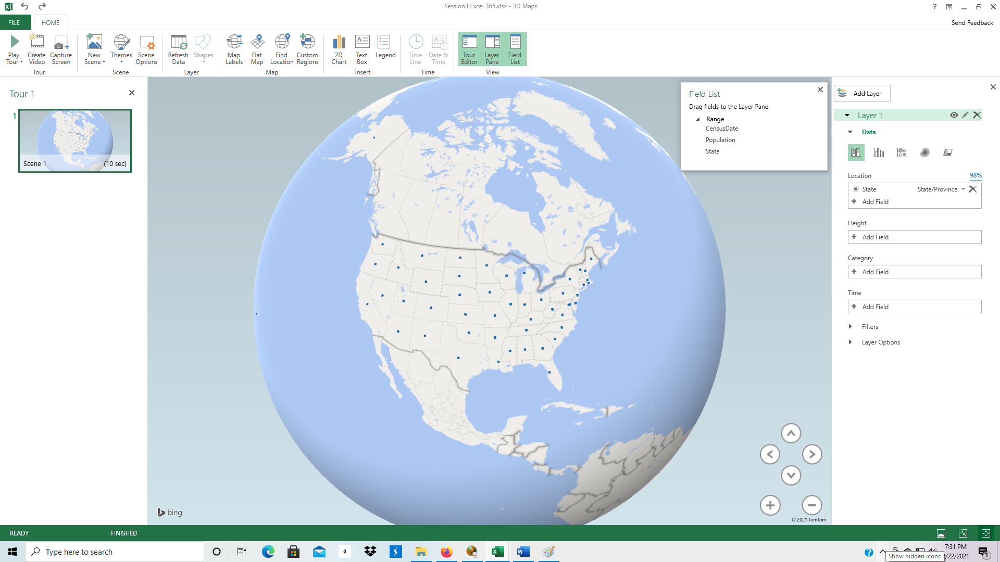 Session3 Excel 365.xlsx - 3D Maps
?
FILE
HOME
Send Feedback
Play Tour
Create Video
Capture Screen
New Scene
Themes
Scene Options
Refresh Data
Shapes
Map Labels
Flat Map
Find Location
Custom Regions
2D Chart
Text Box
Legend
Time Line
Date & Time
Tour Editor
Layer Pane
Field List
Tour
Scene
Layer
Map
Insert
Time
View
Tour 1
1
Scene 1
(10 sec)
Field List
Drag fields to the Layer Pane.
Range
CensusDate
Population
State
Add Layer
Layer 1
Data
Location
98%
State
State/Province
Add Field
Height
Add Field
Category
Add Field
Time
Add Field
Filters
Layer Options
bing
© 2021 TomTom
READY
FINISHED
Type here to search
7:31 PM
/22/2021
Show hidden icons
1